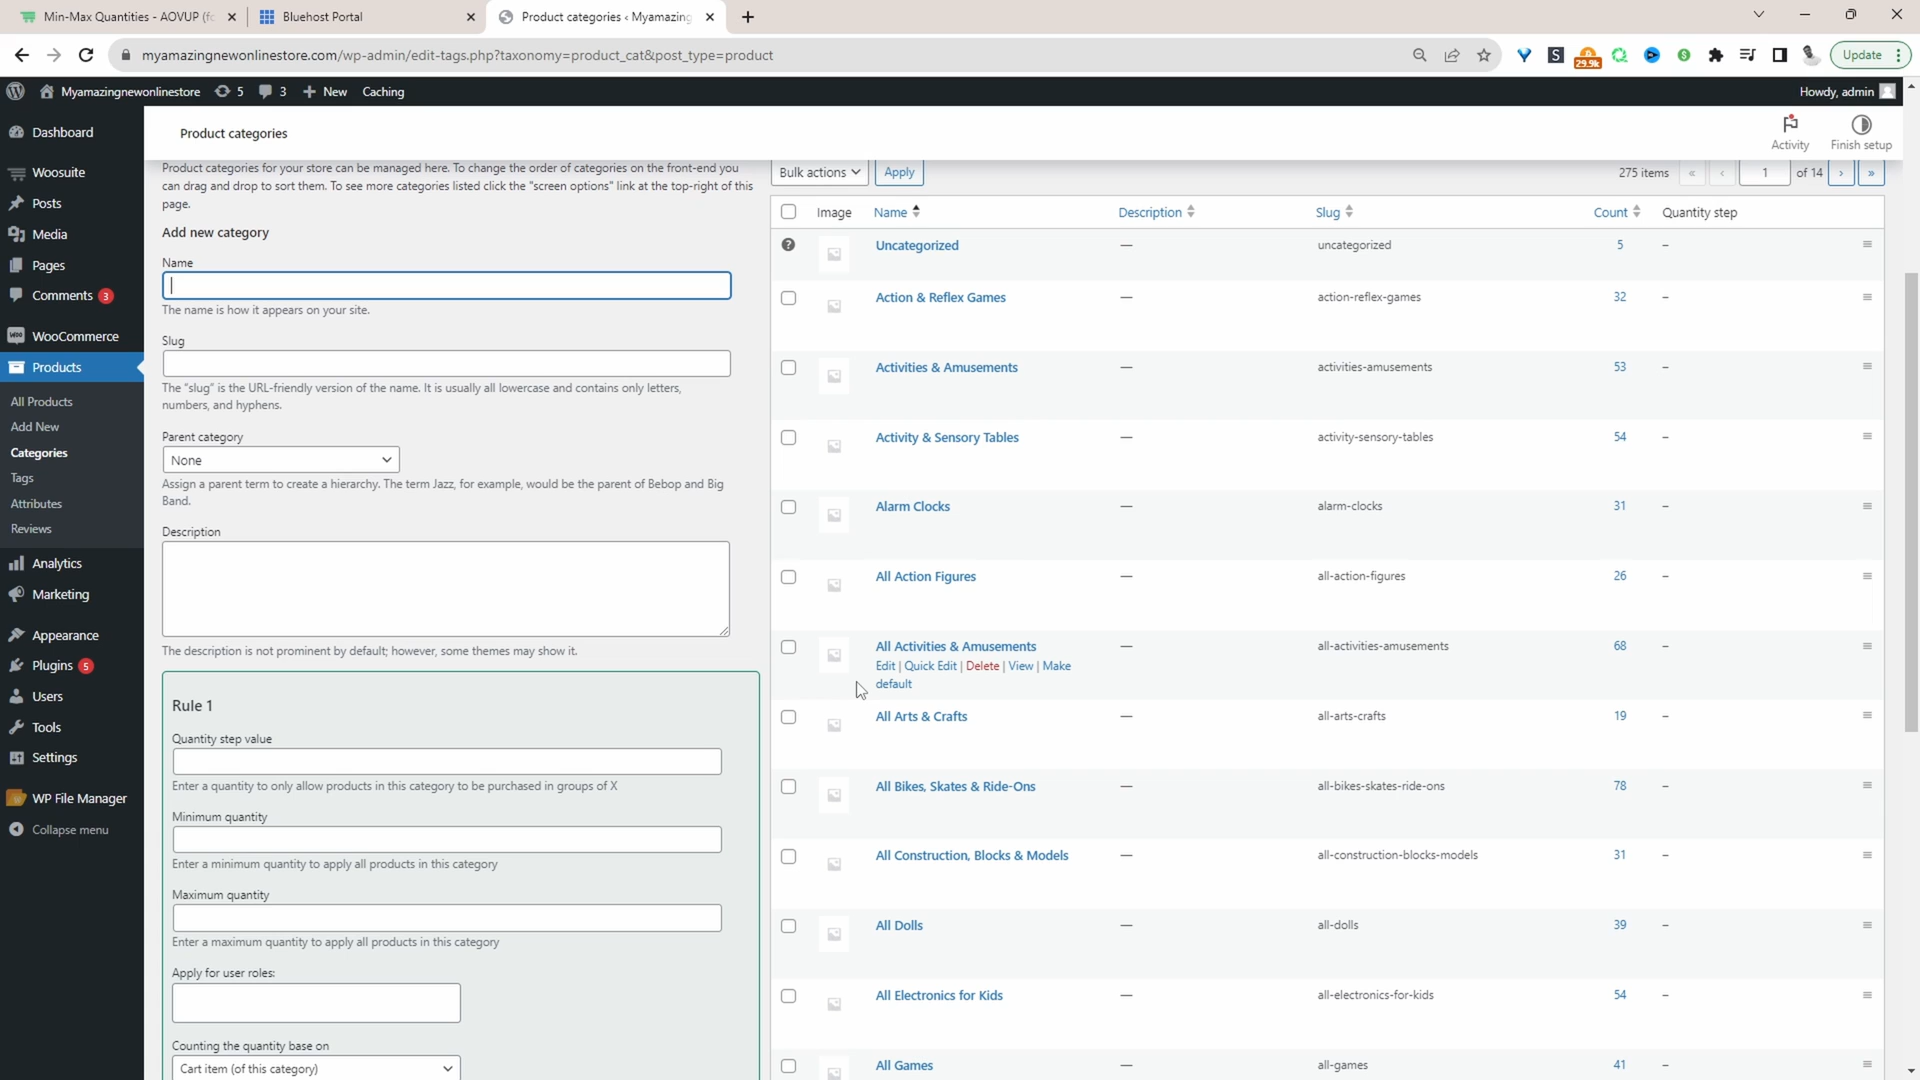 Min-Max Quantities - AOVUP (fo
Bluehost Portal
Product categories ‹ Myamazing
myamazingnewonlinestore.com/wp-admin/edit-tags.php?taxonomy=product_cat&post_type=product
29.9k
Update
Myamazingnewonlinestore 5 3 New Caching
Howdy, admin
Dashboard
Woosuite
Posts
Media
Pages
Comments 3
WooCommerce
Products
All Products
Add New
Categories
Tags
Attributes
Reviews
Analytics
Marketing
Appearance
Plugins 5
Users
Tools
Settings
WP File Manager
Collapse menu
Product categories
Activity
Finish setup
Product categories for your store can be managed here. To change the order of categories on the front-end you
can drag and drop to sort them. To see more categories listed click the "screen options" link at the top-right of this
page.
Add new category
Name
The name is how it appears on your site.
Slug
The “slug” is the URL-friendly version of the name. It is usually all lowercase and contains only letters,
numbers, and hyphens.
Parent category
None
Assign a parent term to create a hierarchy. The term Jazz, for example, would be the parent of Bebop and Big
Band.
Description
The description is not prominent by default; however, some themes may show it.
Rule 1
Quantity step value
Enter a quantity to only allow products in this category to be purchased in groups of X
Minimum quantity
Enter a minimum quantity to apply all products in this category
Maximum quantity
Enter a maximum quantity to apply all products in this category
Apply for user roles:
Counting the quantity base on
Cart item (of this category)
Bulk actions Apply 275 items « ‹ 1 of 14 › »
Image Name Description Slug Count Quantity step
Uncategorized — uncategorized 5 –
Action & Reflex Games — action-reflex-games 32 –
Activities & Amusements — activities-amusements 53 –
Activity & Sensory Tables — activity-sensory-tables 54 –
Alarm Clocks — alarm-clocks 31 –
All Action Figures — all-action-figures 26 –
All Activities & Amusements — all-activities-amusements 68 –
Edit | Quick Edit | Delete | View | Make
default
All Arts & Crafts — all-arts-crafts 19 –
All Bikes, Skates & Ride-Ons — all-bikes-skates-ride-ons 78 –
All Construction, Blocks & Models — all-construction-blocks-models 31 –
All Dolls — all-dolls 39 –
All Electronics for Kids — all-electronics-for-kids 54 –
All Games — all-games 41 –